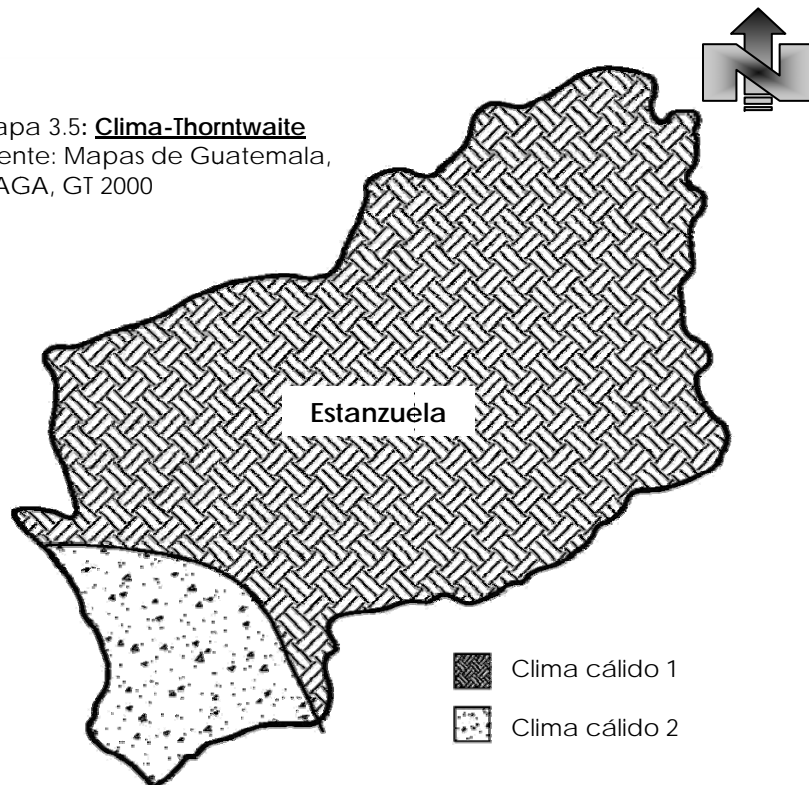 apa 3.5: Clima-Thorntwaite
ente: Mapas de Guatemala,
AGA, GT 2000
N
Estanzuela
Clima cálido 1
Clima cálido 2